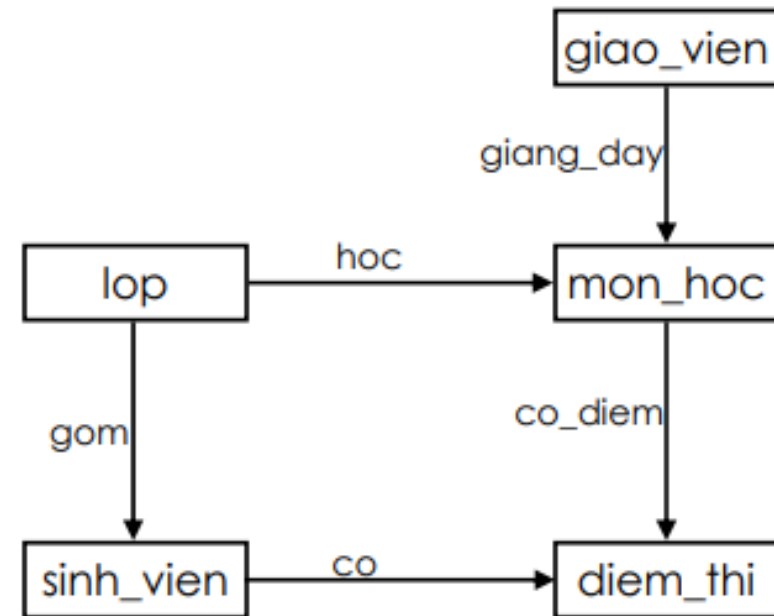 giao_vien
giang_day
lop
hoc
mon_hoc
gom
co_diem
sinh_vien
co
diem_thi